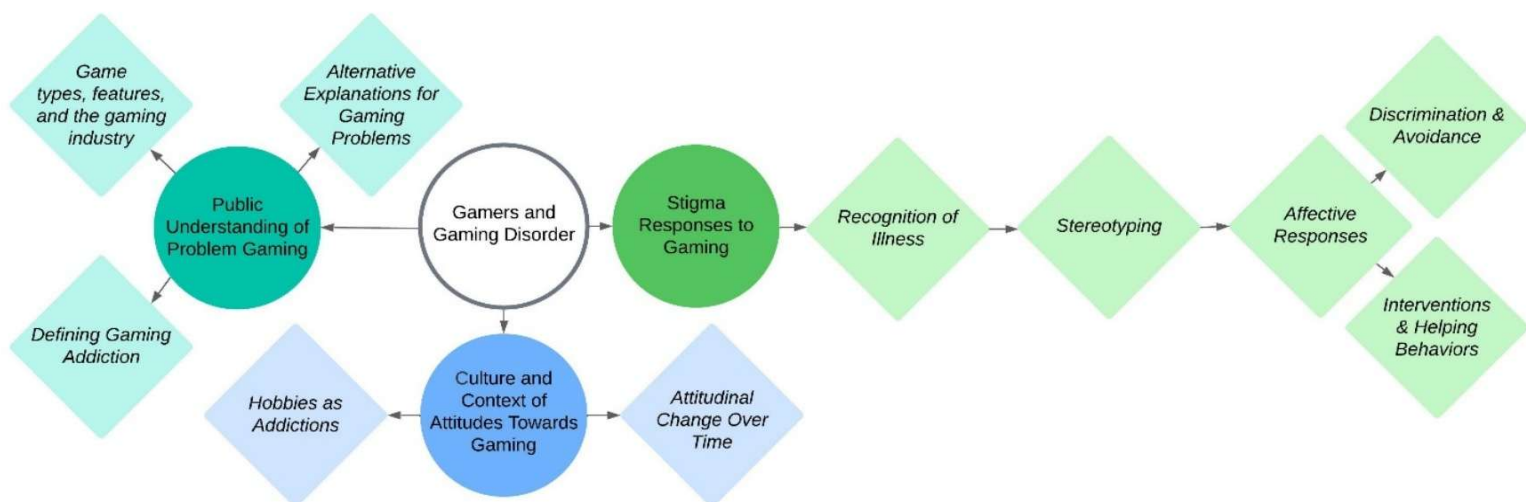 Game
types, features,
and the gaming
industry
Alternative
Explanations for
Gaming
Problems
Public
Understanding of
Problem Gaming
Defining Gaming
Addiction
Gamers and
Gaming Disorder
Stigma
Responses to
Gaming
Recognition of
Illness
Stereotyping
Affective
Responses
Discrimination &
Avoidance
Interventions
& Helping
Behaviors
Hobbies as
Addictions
Culture and
Context of
Attitudes Towards
Gaming
Attitudinal
Change Over
Time